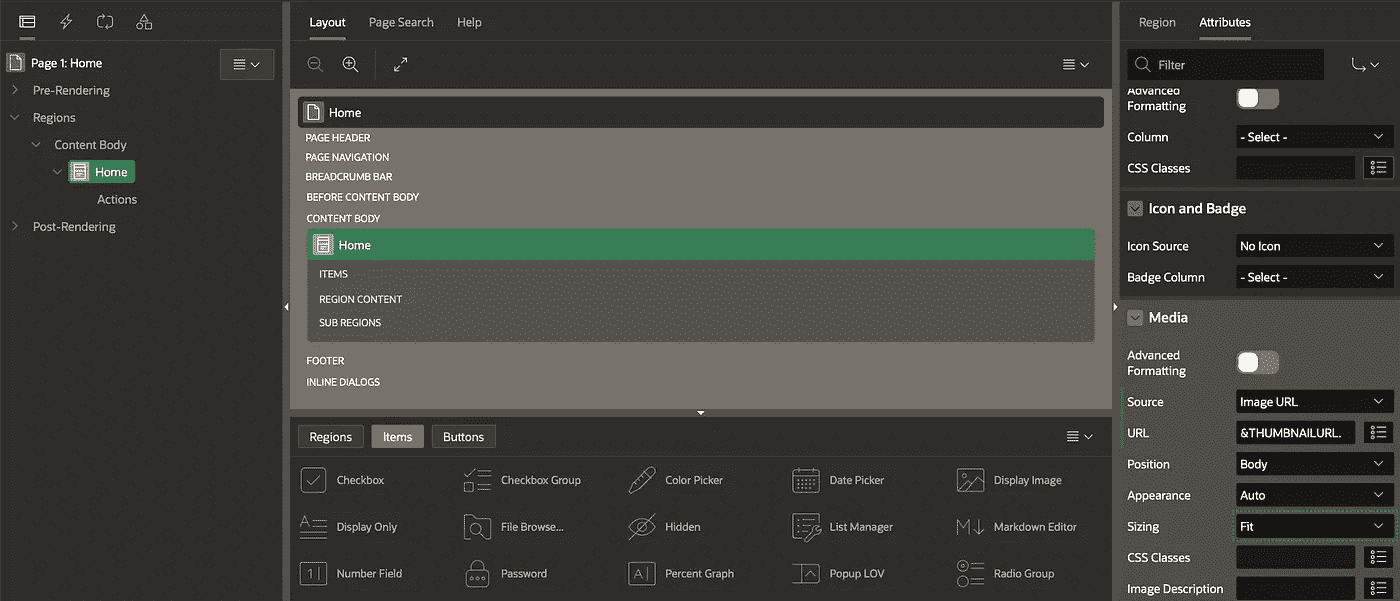 Page 1: Home
Pre-Rendering
Regions
Content Body
Home
Actions
Post-Rendering
Layout
Page Search
Help
Home
PAGE HEADER
PAGE NAVIGATION
BREADCRUMB BAR
BEFORE CONTENT BODY
CONTENT BODY
Home
ITEMS
REGION CONTENT
SUB REGIONS
FOOTER
INLINE DIALOGS
Regions
Items
Buttons
Checkbox
Checkbox Group
Color Picker
Date Picker
Display Image
Display Only
File Browse...
Hidden
List Manager
Markdown Editor
Number Field
Password
Percent Graph
Popup LOV
Radio Group
Region
Attributes
Filter
Advanced
Formatting
Column
- Select -
CSS Classes
Icon and Badge
Icon Source
No Icon
Badge Column
- Select -
Media
Advanced
Formatting
Source
Image URL
URL
&THUMBNAILURL.
Position
Body
Appearance
Auto
Sizing
Fit
CSS Classes
Image Description